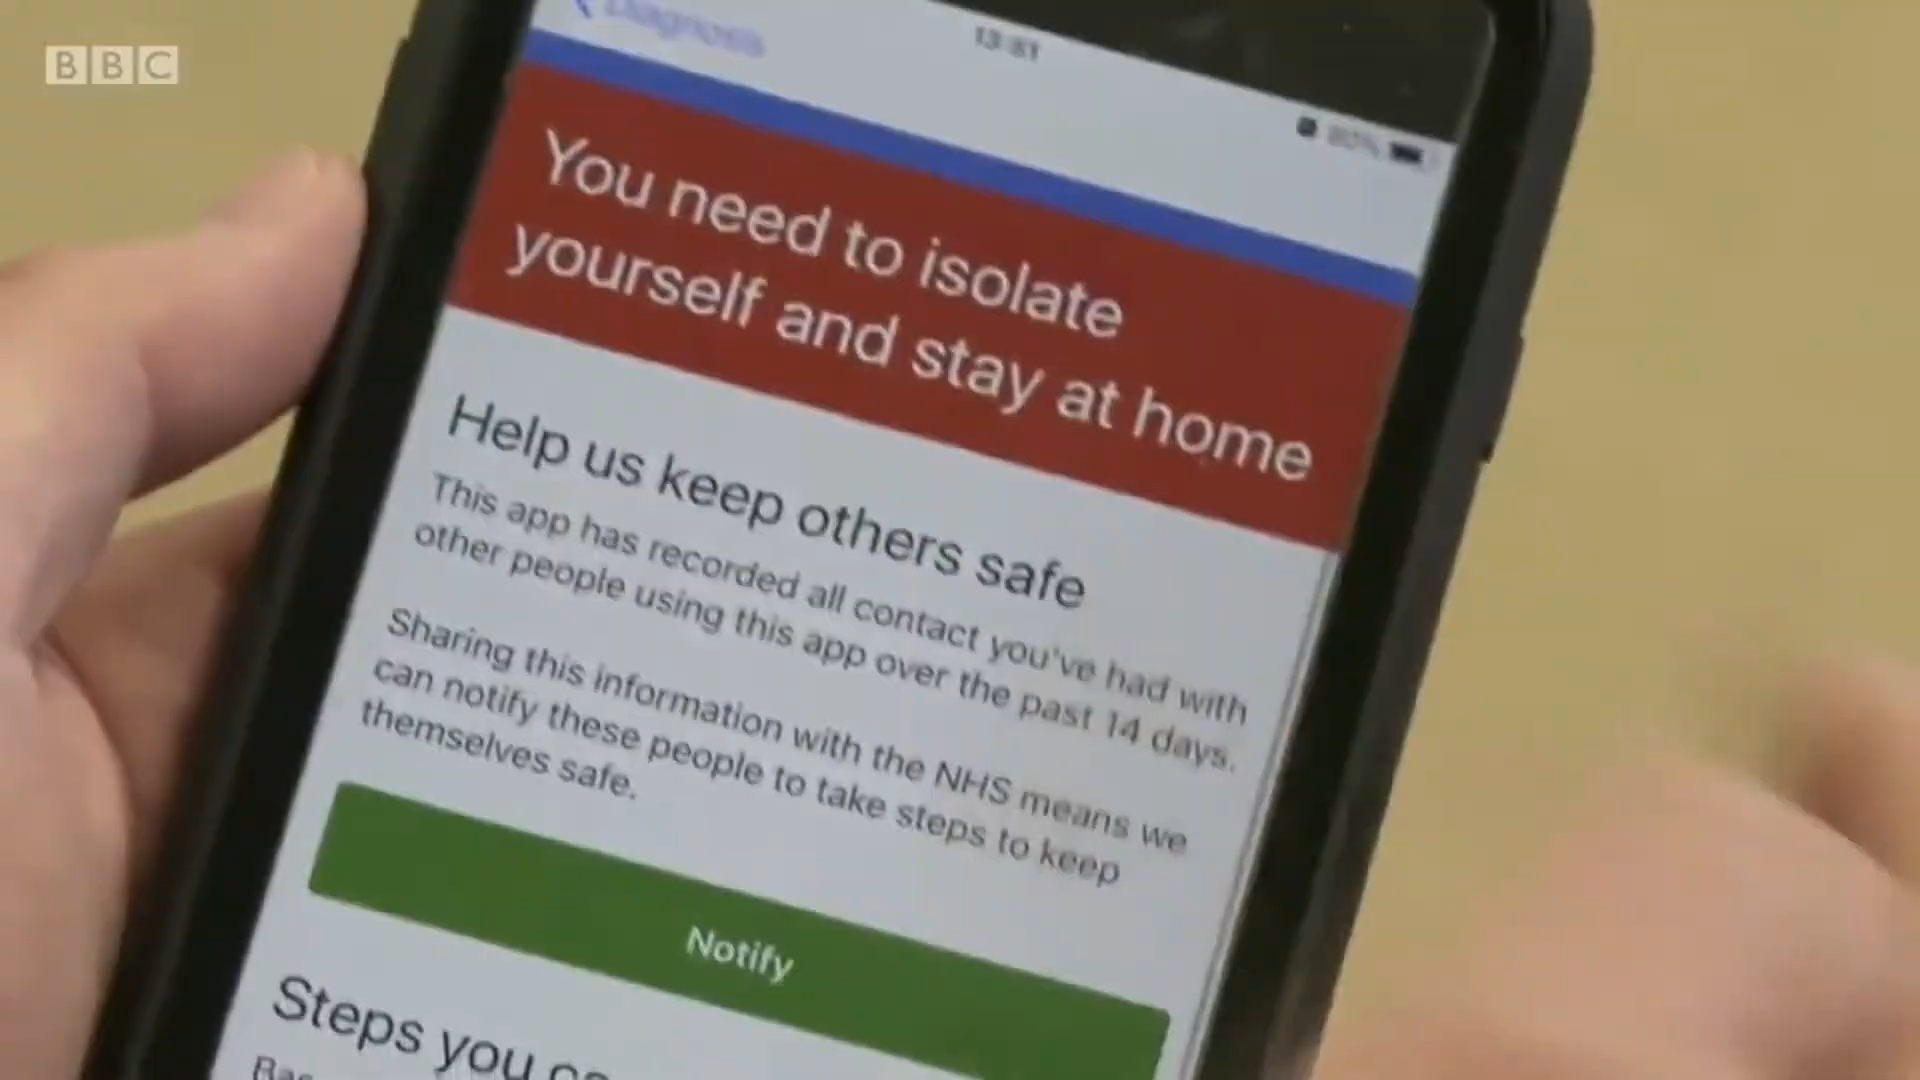 BBC
Diagnosis
13:51
80%
You need to isolate
yourself and stay at home
Help us keep others safe
This app has recorded all contact you've had with
other people using this app over the past 14 days.
Sharing this information with the NHS means we
can notify these people to take steps to keep
themselves safe.
Notify
Steps you